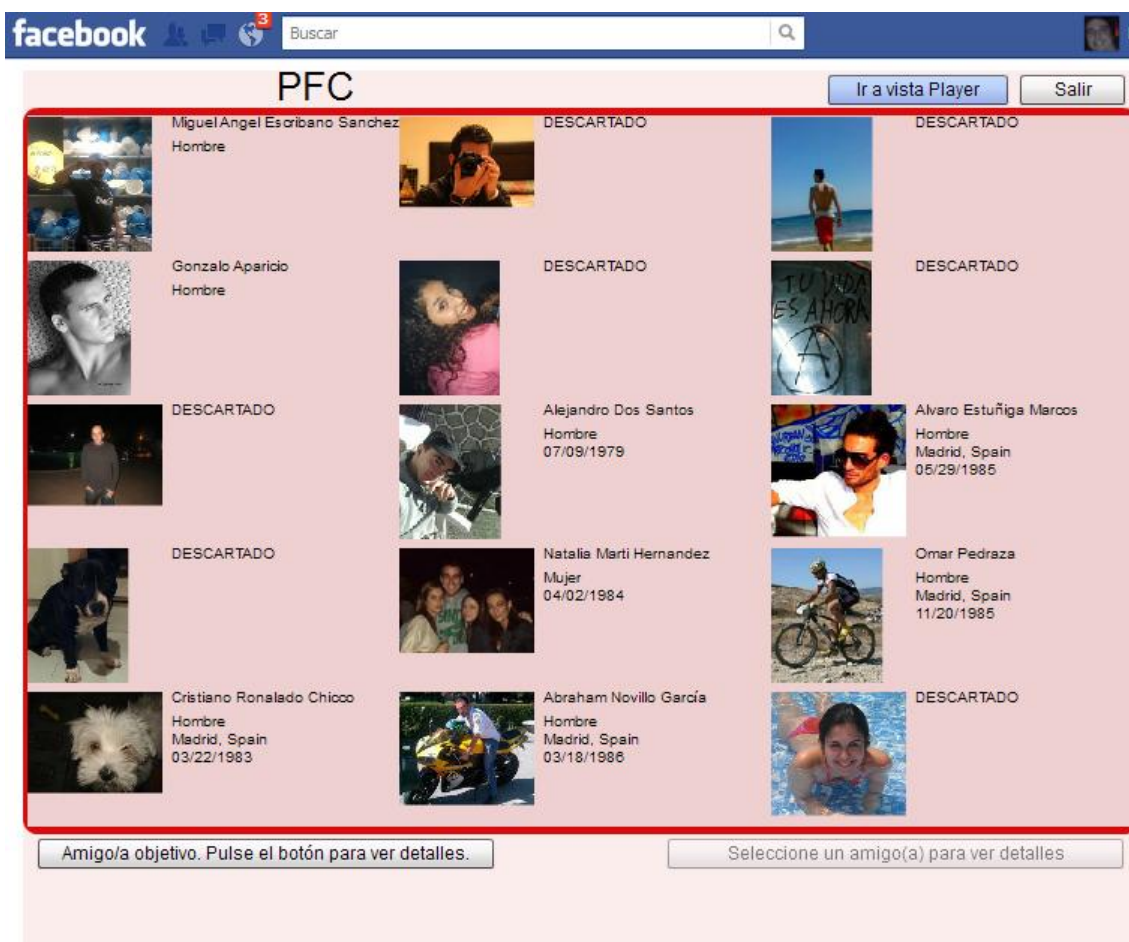 facebook
3
Buscar
PFC
Ir a vista Player
Salir
Miguel Angel Escribano Sanchez
Hombre
DESCARTADO
DESCARTADO
Gonzalo Aparicio
Hombre
DESCARTADO
DESCARTADO
TU VIDA
ES AHORA
A
DESCARTADO
Alejandro Dos Santos
Hombre
07/09/1979
Alvaro Estuñiga Marcos
Hombre
Madrid, Spain
05/29/1985
DESCARTADO
Natalia Marti Hernandez
Mujer
04/02/1984
Omar Pedraza
Hombre
Madrid, Spain
11/20/1985
Cristiano Ronalado Chicco
Hombre
Madrid, Spain
03/22/1983
Abraham Novillo García
Hombre
Madrid, Spain
03/18/1986
DESCARTADO
Amigo/a objetivo. Pulse el botón para ver detalles.
Seleccione un amigo(a) para ver detalles